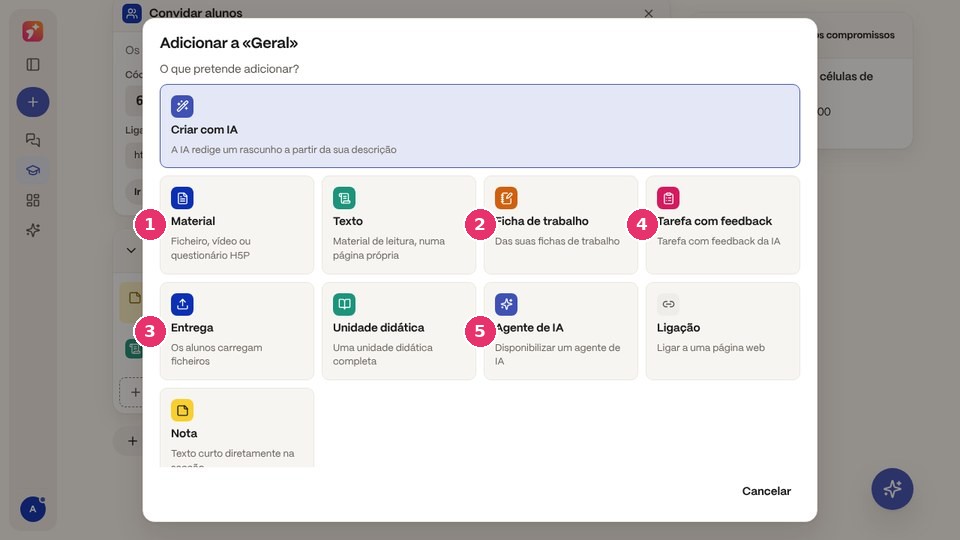 Convidar alunos
Adicionar a «Geral»
O que pretende adicionar?
os compromissos
Os
Cód
células de
6
00
Criar com IA
A IA redige um rascunho a partir da sua descrição
Liga
ht
Ir
1
Material
Ficheiro, vídeo ou
questionário H5P
Texto
Material de leitura, numa
página própria
2
Ficha de trabalho
Das suas fichas de trabalho
4
Tarefa com feedback
Tarefa com feedback da IA
3
Entrega
Os alunos carregam
ficheiros
Unidade didática
Uma unidade didática
completa
5
Agente de IA
Disponibilizar um agente de
IA
Ligação
Ligar a uma página web
Nota
Texto curto diretamente na
secção
Cancelar
A